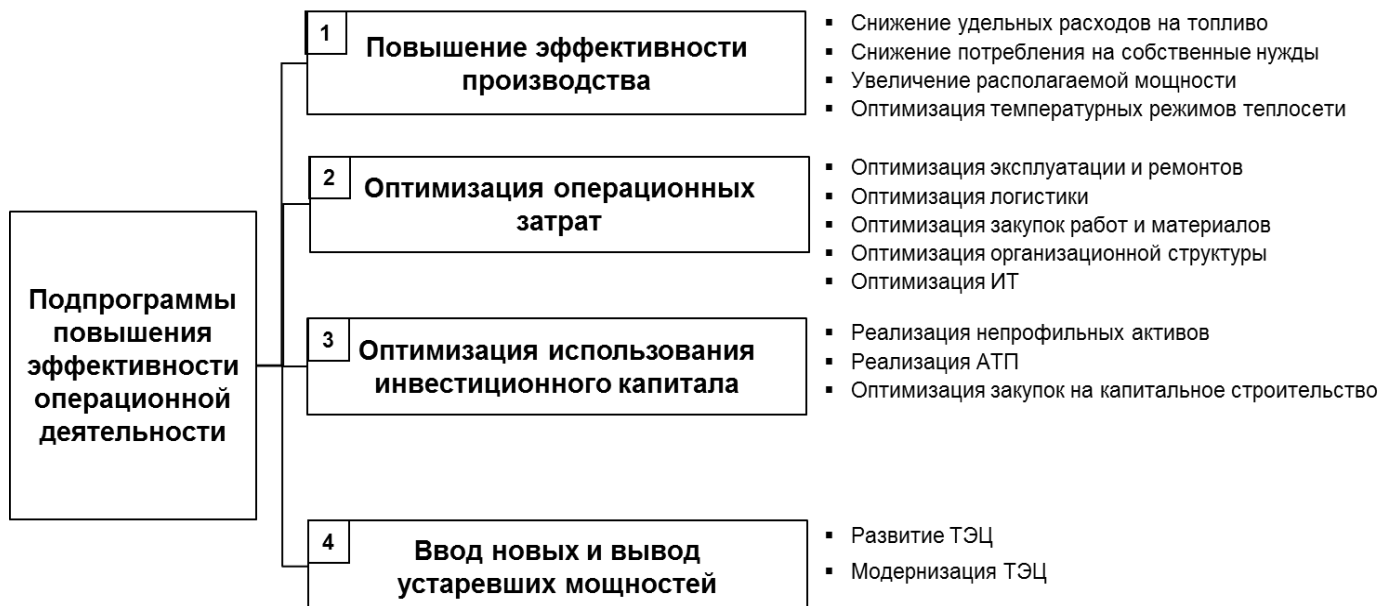 Подпрограммы
повышения
эффективности
операционной
деятельности
1
Повышение эффективности
производства
▪ Снижение удельных расходов на топливо
▪ Снижение потребления на собственные нужды
▪ Увеличение располагаемой мощности
▪ Оптимизация температурных режимов теплосети
2
Оптимизация операционных
затрат
▪ Оптимизация эксплуатации и ремонтов
▪ Оптимизация логистики
▪ Оптимизация закупок работ и материалов
▪ Оптимизация организационной структуры
▪ Оптимизация ИТ
3
Оптимизация использования
инвестиционного капитала
▪ Реализация непрофильных активов
▪ Реализация АТП
▪ Оптимизация закупок на капитальное строительство
4
Ввод новых и вывод
устаревших мощностей
▪ Развитие ТЭЦ
▪ Модернизация ТЭЦ